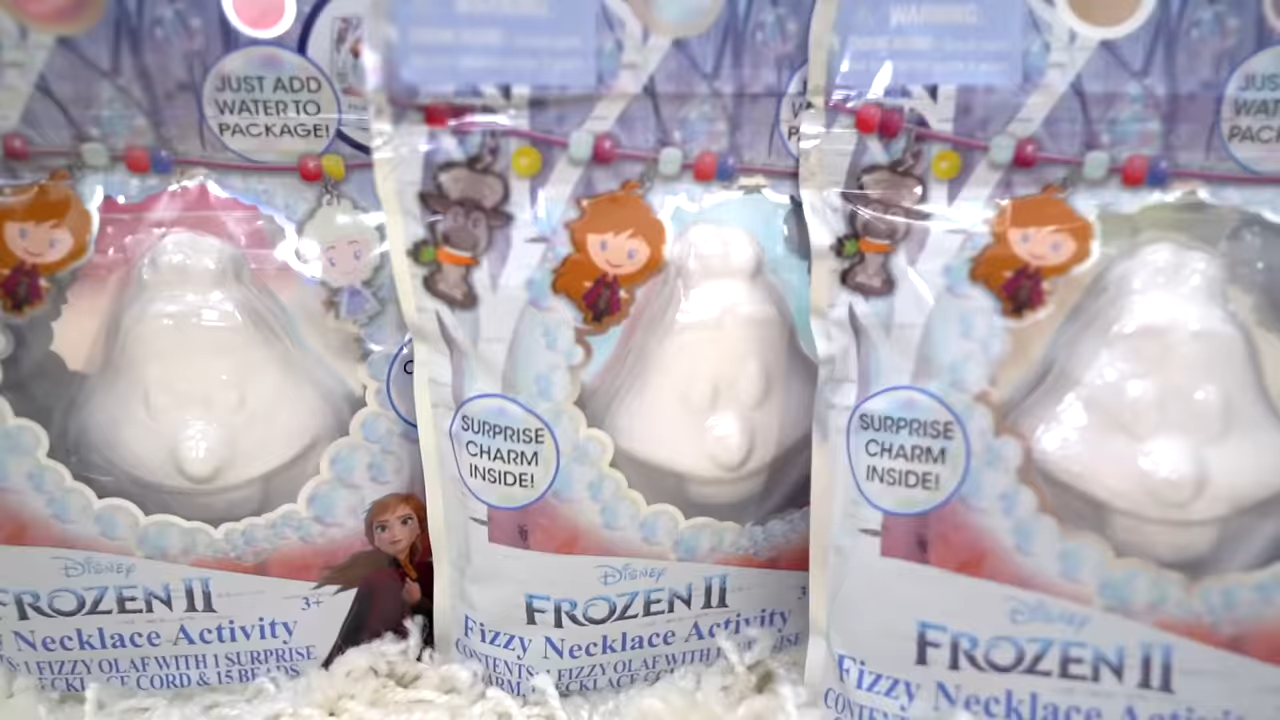 JUST ADD
WATER TO
PACKAGE!
Disney
FROZEN II
3+
Necklace Activity
1 FIZZY OLAF WITH 1 SURPRISE
CORD & 15 BEADS
WARNING
SURPRISE
CHARM
INSIDE!
Disney
FROZEN II
Fizzy Necklace Activity
CONTENTS: 1 FIZZY OLAF WITH
WARNING
SURPRISE
CHARM
INSIDE!
Disney
FROZEN II
Fizzy Necklace